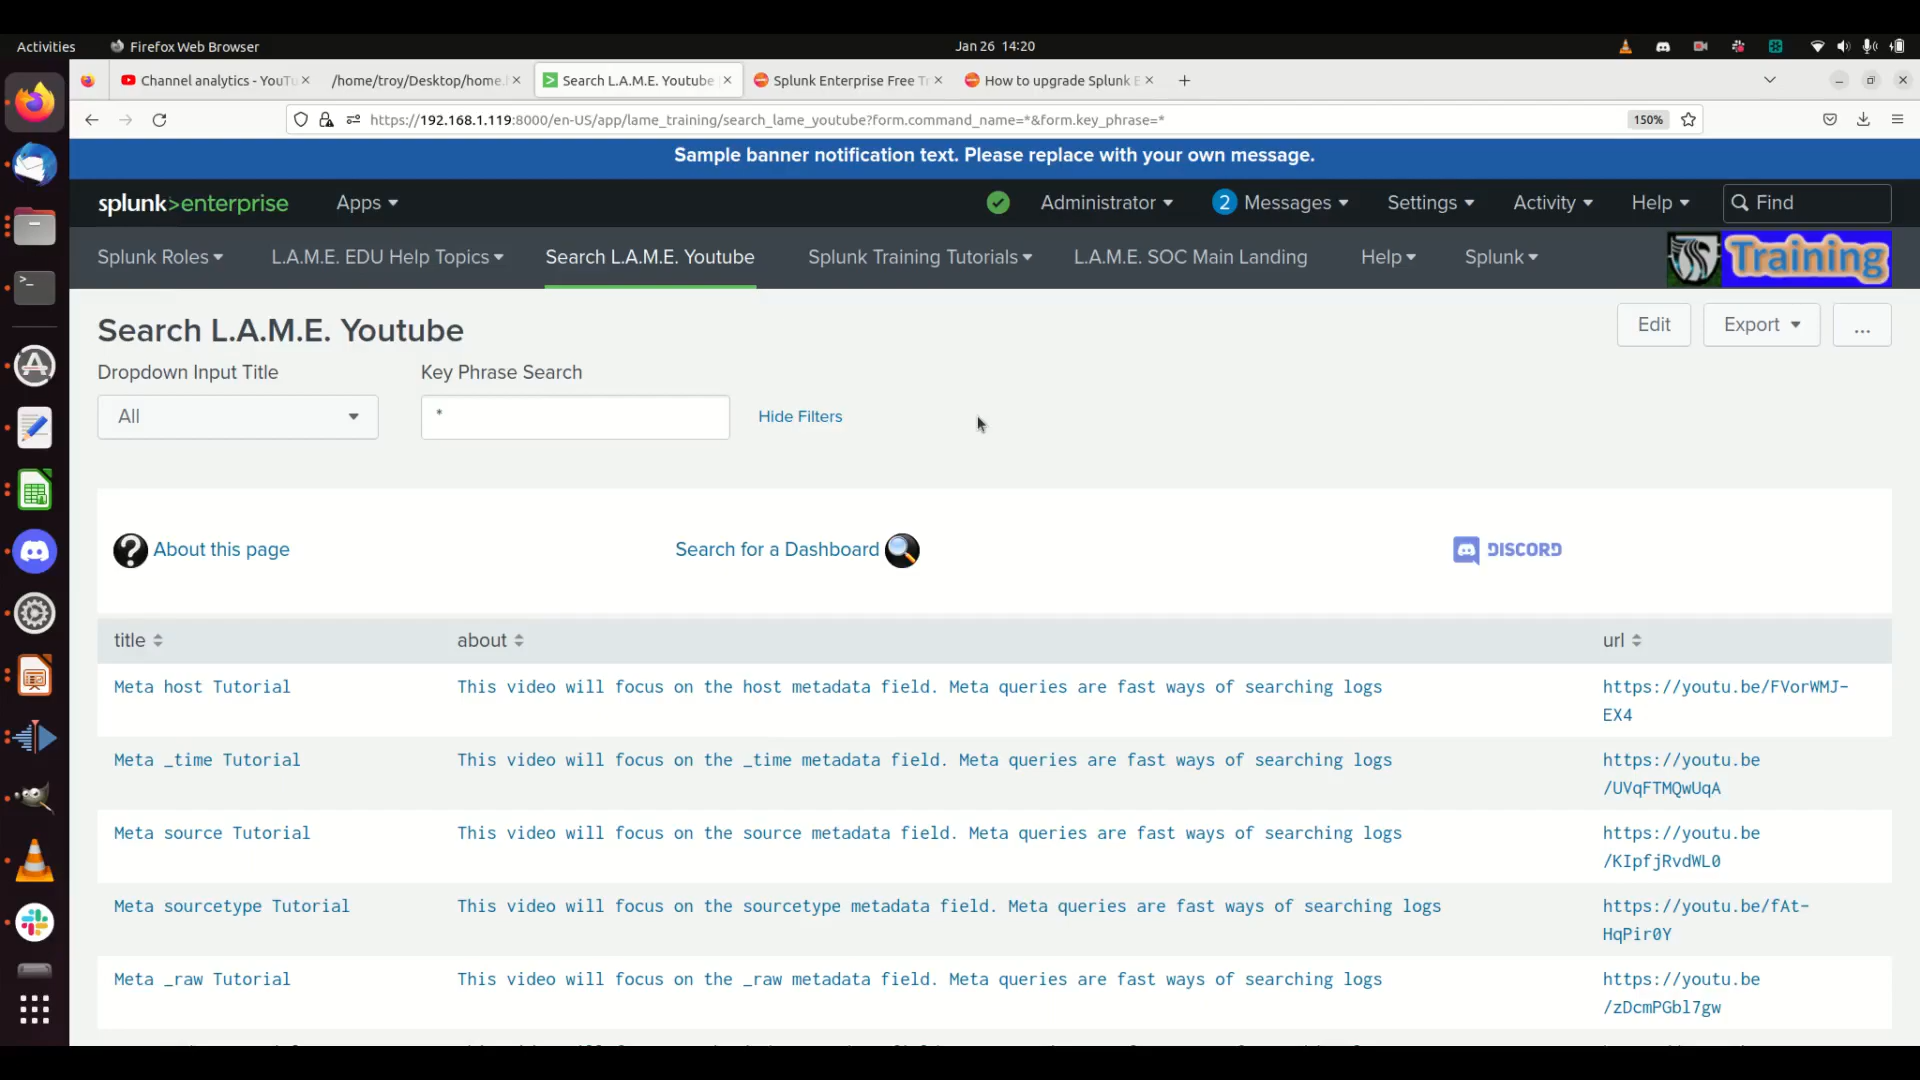 Activities Firefox Web Browser Jan 26 14:20
Channel analytics - YouTu /home/troy/Desktop/home. Search L.A.M.E. Youtube Splunk Enterprise Free Tr How to upgrade Splunk E
https://192.168.1.119:8000/en-US/app/lame_training/search_lame_youtube?form.command_name=*&form.key_phrase=* 150%
Sample banner notification text. Please replace with your own message.
splunk>enterprise Apps Administrator 2 Messages Settings Activity Help Find
Splunk Roles L.A.M.E. EDU Help Topics Search L.A.M.E. Youtube Splunk Training Tutorials L.A.M.E. SOC Main Landing Help Splunk Training
Search L.A.M.E. Youtube Edit Export ...
Dropdown Input Title Key Phrase Search
All * Hide Filters
? About this page Search for a Dashboard DISCORD
title about url
Meta host Tutorial This video will focus on the host metadata field. Meta queries are fast ways of searching logs https://youtu.be/FVorWMJ-
EX4
Meta _time Tutorial This video will focus on the _time metadata field. Meta queries are fast ways of searching logs https://youtu.be
/UVqFTMQwUqA
Meta source Tutorial This video will focus on the source metadata field. Meta queries are fast ways of searching logs https://youtu.be
/KIpfjRvdWL0
Meta sourcetype Tutorial This video will focus on the sourcetype metadata field. Meta queries are fast ways of searching logs https://youtu.be/fAt-
HqPir0Y
Meta _raw Tutorial This video will focus on the _raw metadata field. Meta queries are fast ways of searching logs https://youtu.be
/zDcmPGbl7gw